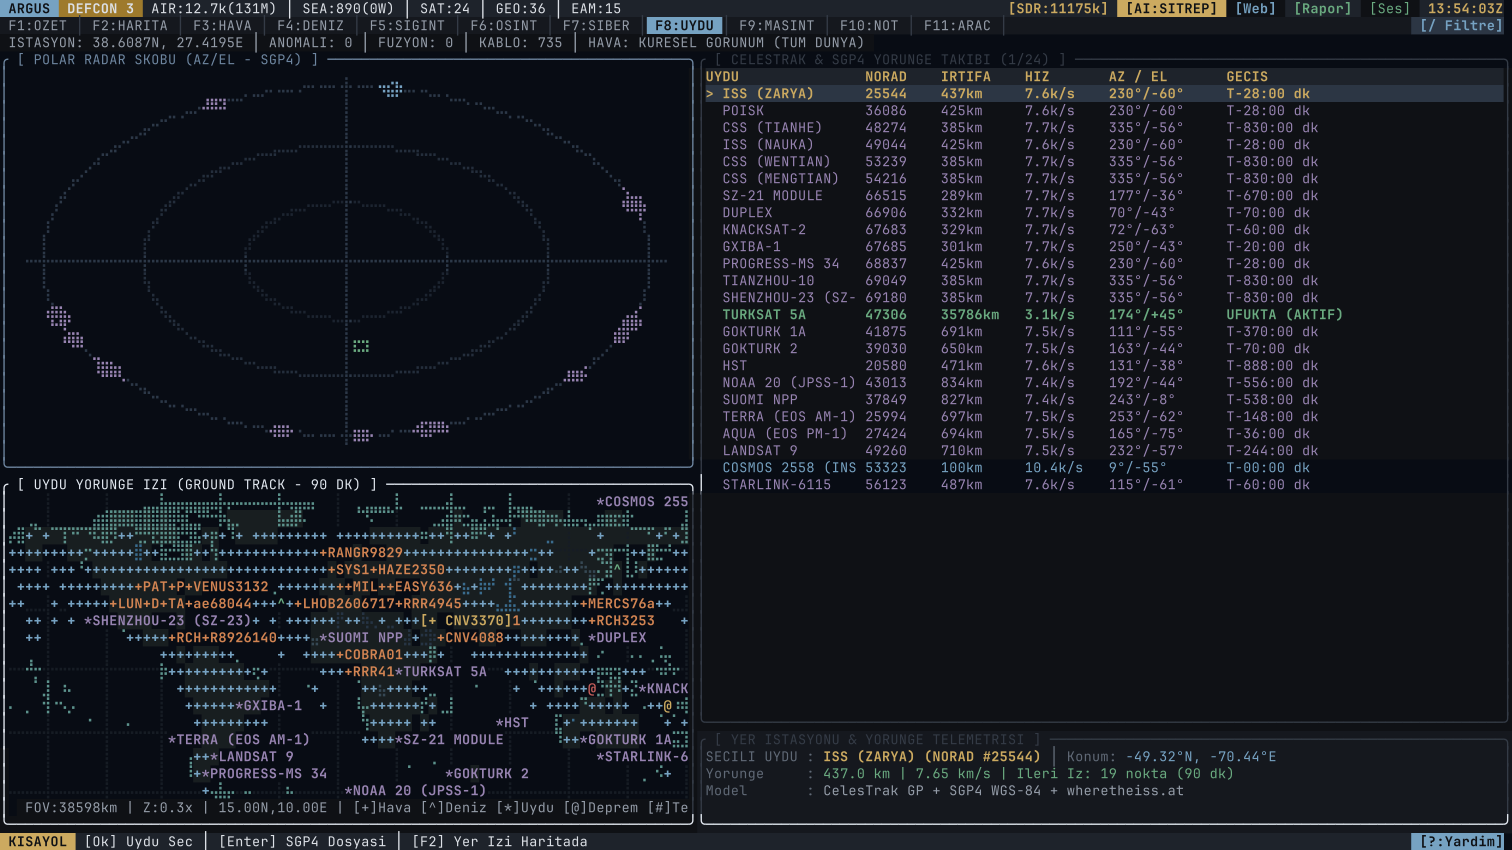 ARGUS DEFCON 3 AIR:12.7k(131M) │ SEA:890(0W) │ SAT:24 │ GEO:36 │ EAM:15 [SDR:11175k] [AI:SITREP] [Web] [Rapor] [Ses] 13:54:03Z
F1:OZET │ F2:HARITA │ F3:HAVA │ F4:DENIZ │ F5:SIGINT │ F6:OSINT │ F7:SIBER │ F8:UYDU │ F9:MASINT │ F10:NOT │ F11:ARAC │ [/ Filtre]
ISTASYON: 38.6087N, 27.4195E │ ANOMALI: 0 │ FUZYON: 0 │ KABLO: 735 │ HAVA: KURESEL GORUNUM (TUM DUNYA)
[ POLAR RADAR SKOBU (AZ/EL - SGP4) ]
[ CELESTRAK & SGP4 YORUNGE TAKIBI (1/24) ]
UYDU NORAD IRTIFA HIZ AZ / EL GECIS
> ISS (ZARYA) 25544 437km 7.6k/s 230°/-60° T-28:00 dk
POISK 36086 425km 7.6k/s 230°/-60° T-28:00 dk
CSS (TIANHE) 48274 385km 7.7k/s 335°/-56° T-830:00 dk
ISS (NAUKA) 49044 425km 7.6k/s 230°/-60° T-28:00 dk
CSS (WENTIAN) 53239 385km 7.7k/s 335°/-56° T-830:00 dk
CSS (MENGTIAN) 54216 385km 7.7k/s 335°/-56° T-830:00 dk
SZ-21 MODULE 66515 289km 7.7k/s 177°/-36° T-670:00 dk
DUPLEX 66906 332km 7.7k/s 70°/-43° T-70:00 dk
KNACKSAT-2 67683 329km 7.7k/s 72°/-63° T-60:00 dk
GXIBA-1 67685 301km 7.7k/s 250°/-43° T-20:00 dk
PROGRESS-MS 34 68837 425km 7.6k/s 230°/-60° T-28:00 dk
TIANZHOU-10 69049 385km 7.7k/s 335°/-56° T-830:00 dk
SHENZHOU-23 (SZ- 69180 385km 7.7k/s 335°/-56° T-830:00 dk
TURKSAT 5A 47306 35786km 3.1k/s 174°/+45° UFUKTA (AKTIF)
GOKTURK 1A 41875 691km 7.5k/s 111°/-55° T-370:00 dk
GOKTURK 2 39030 650km 7.5k/s 163°/-44° T-70:00 dk
HST 20580 471km 7.6k/s 131°/-38° T-888:00 dk
NOAA 20 (JPSS-1) 43013 834km 7.4k/s 192°/-44° T-556:00 dk
SUOMI NPP 37849 827km 7.4k/s 243°/-8° T-538:00 dk
TERRA (EOS AM-1) 25994 697km 7.5k/s 253°/-62° T-148:00 dk
AQUA (EOS PM-1) 27424 694km 7.5k/s 165°/-75° T-36:00 dk
LANDSAT 9 49260 710km 7.5k/s 232°/-57° T-244:00 dk
COSMOS 2558 (INS 53323 100km 10.4k/s 9°/-55° T-00:00 dk
STARLINK-6115 56123 487km 7.6k/s 115°/-61° T-60:00 dk
[ UYDU YORUNGE IZI (GROUND TRACK - 90 DK) ]
*COSMOS 255
+RANGR9829
+SYS1+HAZE2350
+PAT+P+VENUS3132 +MIL++EASY636
+LUN+D+TA+ae68044+++^++LHOB2606717+RRR4945 +MERCS76a
*SHENZHOU-23 (SZ-23) [+ CNV3370]1 +RCH3253
+RCH+R8926140 *SUOMI NPP +CNV4088 *DUPLEX
+COBRA01
+RRR41*TURKSAT 5A
@ *KNACK
*GXIBA-1 @
*HST
*TERRA (EOS AM-1) *SZ-21 MODULE *GOKTURK 1A
*LANDSAT 9 *STARLINK-6
*PROGRESS-MS 34 *GOKTURK 2
*NOAA 20 (JPSS-1)
FOV:38598km | Z:0.3x | 15.00N,10.00E | [+]Hava [^]Deniz [*]Uydu [@]Deprem [#]Te
[ YER ISTASYONU & YORUNGE TELEMETRISI ]
SECILI UYDU : ISS (ZARYA) (NORAD #25544) │ Konum: -49.32°N, -70.44°E
Yorunge : 437.0 km | 7.65 km/s | Ileri Iz: 19 nokta (90 dk)
Model : CelesTrak GP + SGP4 WGS-84 + wheretheiss.at
KISAYOL [Ok] Uydu Sec │ [Enter] SGP4 Dosyasi │ [F2] Yer Izi Haritada [?:Yardim]